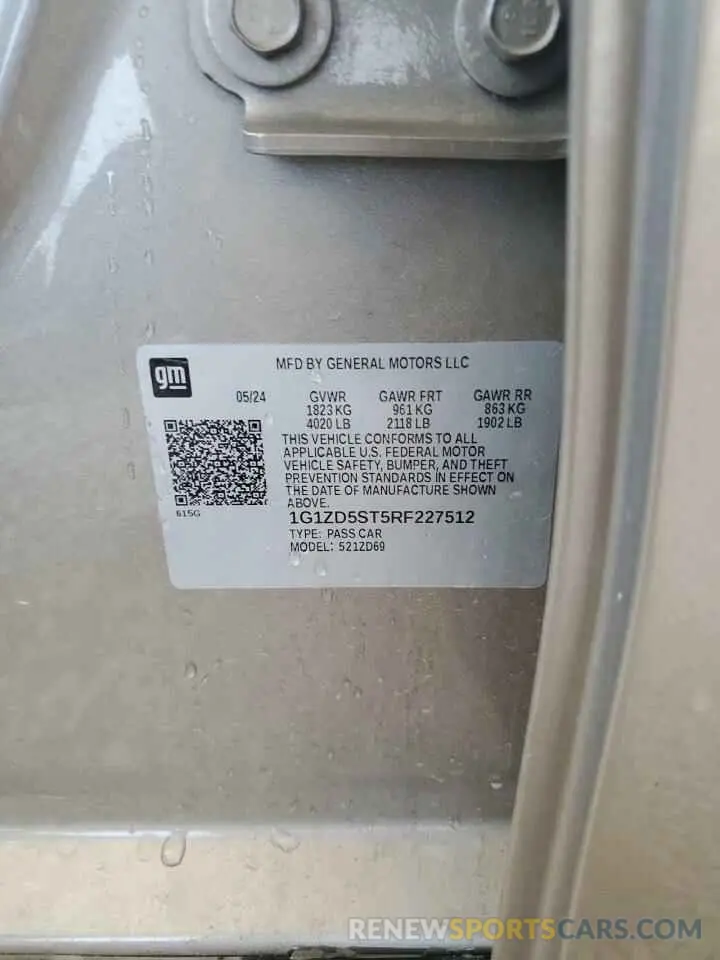 gm
MFD BY GENERAL MOTORS LLC
05/24 GVWR GAWR FRT GAWR RR
1823 KG 961 KG 863 KG
4020 LB 2118 LB 1902 LB
THIS VEHICLE CONFORMS TO ALL
APPLICABLE U.S. FEDERAL MOTOR
VEHICLE SAFETY, BUMPER, AND THEFT
PREVENTION STANDARDS IN EFFECT ON
THE DATE OF MANUFACTURE SHOWN
ABOVE.
615G
1G1ZD5ST5RF227512
TYPE: PASS CAR
MODEL: 521ZD69
RENEWSPORTSCARS.COM